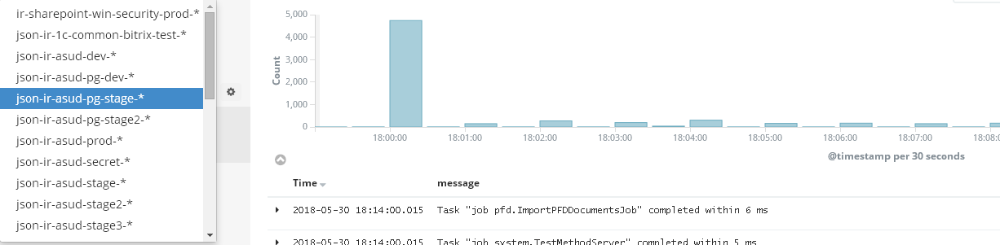 ir-sharepoint-win-security-prod-*
json-ir-1c-common-bitrix-test-*
json-ir-asud-dev-*
json-ir-asud-pg-dev-*
json-ir-asud-pg-stage-*
json-ir-asud-pg-stage2-*
json-ir-asud-prod-*
json-ir-asud-secret-*
json-ir-asud-stage-*
json-ir-asud-stage2-*
json-ir-asud-stage3-*
5,000
4,000
3,000
2,000
1,000
0
Count
18:00:00 18:01:00 18:02:00 18:03:00 18:04:00 18:05:00 18:06:00 18:07:00 18:08:0
@timestamp per 30 seconds
Time message
2018-05-30 18:14:00.015 Task "job pfd.ImportPFDDocumentsJob" completed within 6 ms
2018-05-30 18:14:00.015 Task "job system.TestMethodServer" completed within 5 ms